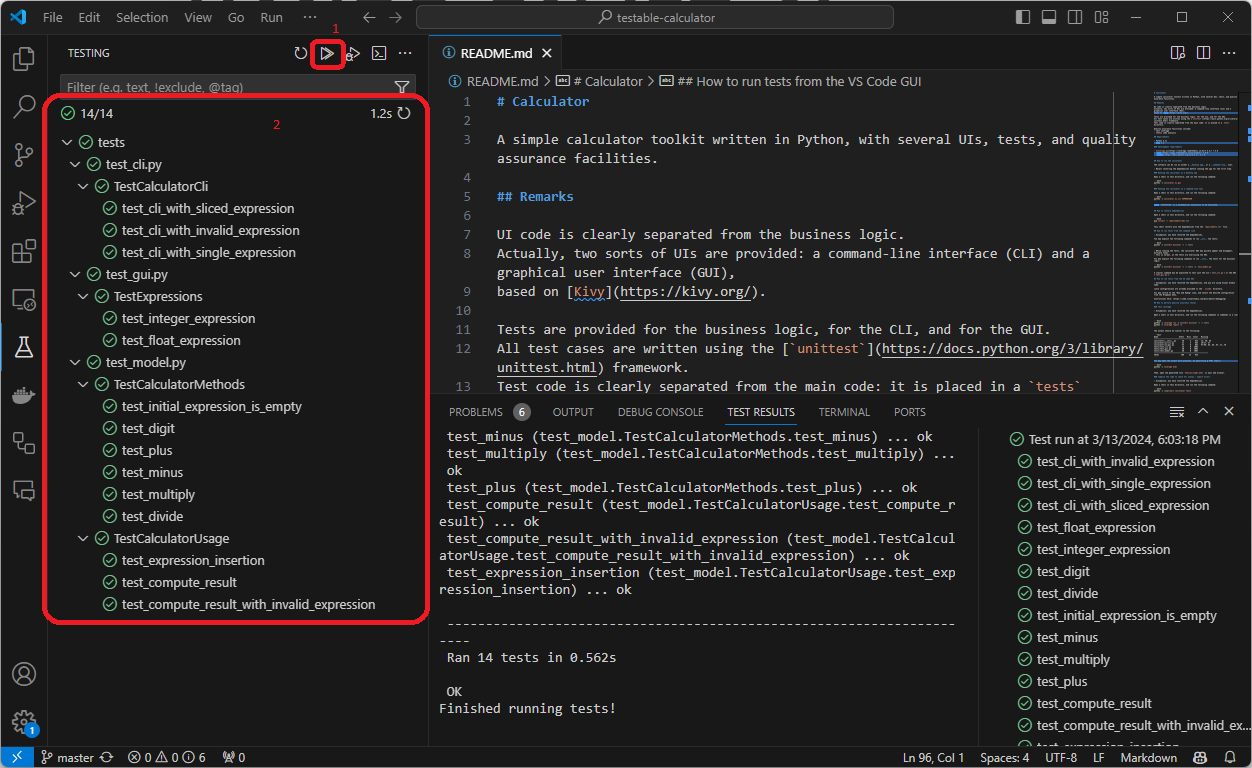 File Edit Selection View Go Run ··· testable-calculator
1
TESTING
Filter (e.g. text, !exclude, @tag)
14/14 1.2s
2
tests
test_cli.py
TestCalculatorCli
test_cli_with_sliced_expression
test_cli_with_invalid_expression
test_cli_with_single_expression
test_gui.py
TestExpressions
test_integer_expression
test_float_expression
test_model.py
TestCalculatorMethods
test_initial_expression_is_empty
test_digit
test_plus
test_minus
test_multiply
test_divide
TestCalculatorUsage
test_expression_insertion
test_compute_result
test_compute_result_with_invalid_expression
README.md
README.md > # Calculator > ## How to run tests from the VS Code GUI
1 # Calculator
2
3 A simple calculator toolkit written in Python, with several UIs, tests, and quality
assurance facilities.
4
5 ## Remarks
6
7 UI code is clearly separated from the business logic.
8 Actually, two sorts of UIs are provided: a command-line interface (CLI) and a
graphical user interface (GUI),
9 based on [Kivy](https://kivy.org/).
10
11 Tests are provided for the business logic, for the CLI, and for the GUI.
12 All test cases are written using the [`unittest`](https://docs.python.org/3/library/
unittest.html) framework.
13 Test code is clearly separated from the main code: it is placed in a `tests`
PROBLEMS 6 OUTPUT DEBUG CONSOLE TEST RESULTS TERMINAL PORTS
test_minus (test_model.TestCalculatorMethods.test_minus) ... ok
test_multiply (test_model.TestCalculatorMethods.test_multiply) ...
ok
test_plus (test_model.TestCalculatorMethods.test_plus) ... ok
test_compute_result (test_model.TestCalculatorUsage.test_compute_r
esult) ... ok
test_compute_result_with_invalid_expression (test_model.TestCalcul
atorUsage.test_compute_result_with_invalid_expression) ... ok
test_expression_insertion (test_model.TestCalculatorUsage.test_exp
ression_insertion) ... ok
------------------------------------------------------------------
----
Ran 14 tests in 0.562s
OK
Finished running tests!
Test run at 3/13/2024, 6:03:18 PM
test_cli_with_invalid_expression
test_cli_with_single_expression
test_cli_with_sliced_expression
test_float_expression
test_integer_expression
test_digit
test_divide
test_initial_expression_is_empty
test_minus
test_multiply
test_plus
test_compute_result
test_compute_result_with_invalid_ex...
test_expression_insertion
1
master 0 0 6 0 Ln 96, Col 1 Spaces: 4 UTF-8 LF Markdown